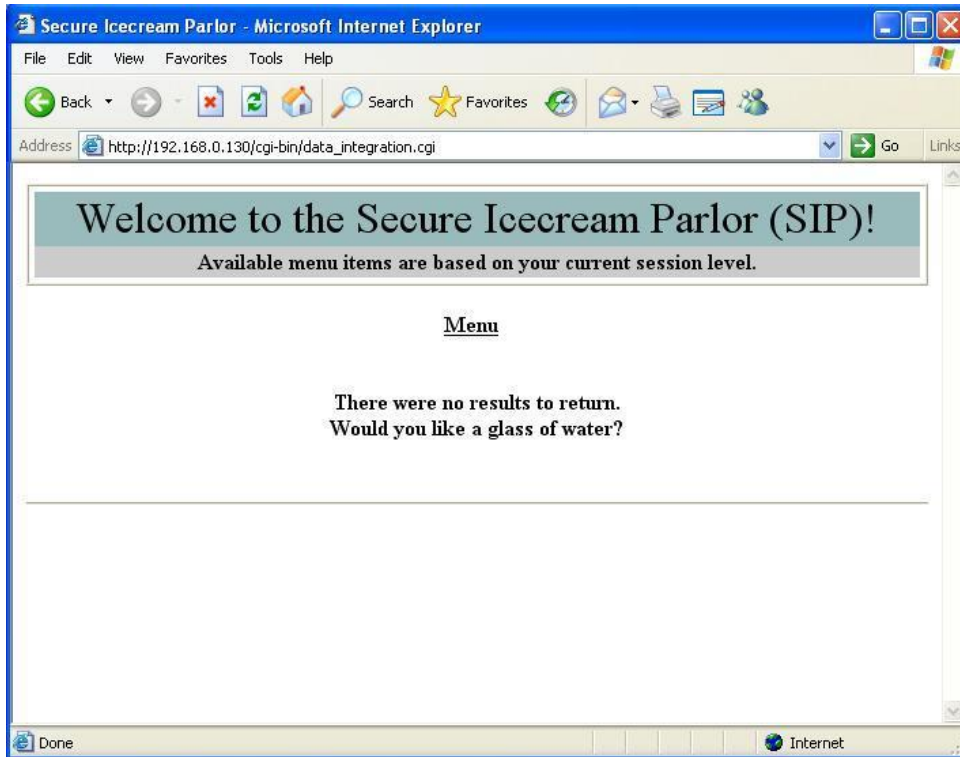 Secure Icecream Parlor - Microsoft Internet Explorer
File Edit View Favorites Tools Help
Back Search Favorites
Address http://192.168.0.130/cgi-bin/data_integration.cgi Go Links
Welcome to the Secure Icecream Parlor (SIP)!
Available menu items are based on your current session level.
Menu
There were no results to return.
Would you like a glass of water?
Done Internet